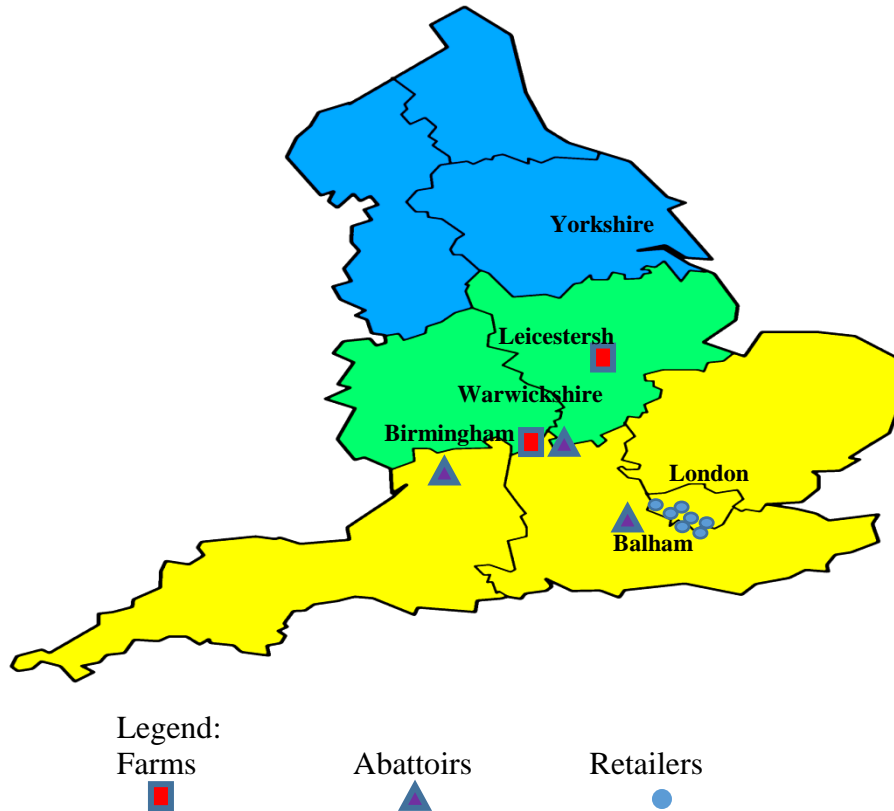 Yorkshire
Leicestersh
Warwickshire
Birmingham
London
Balham
Legend:
Farms Abattoirs Retailers